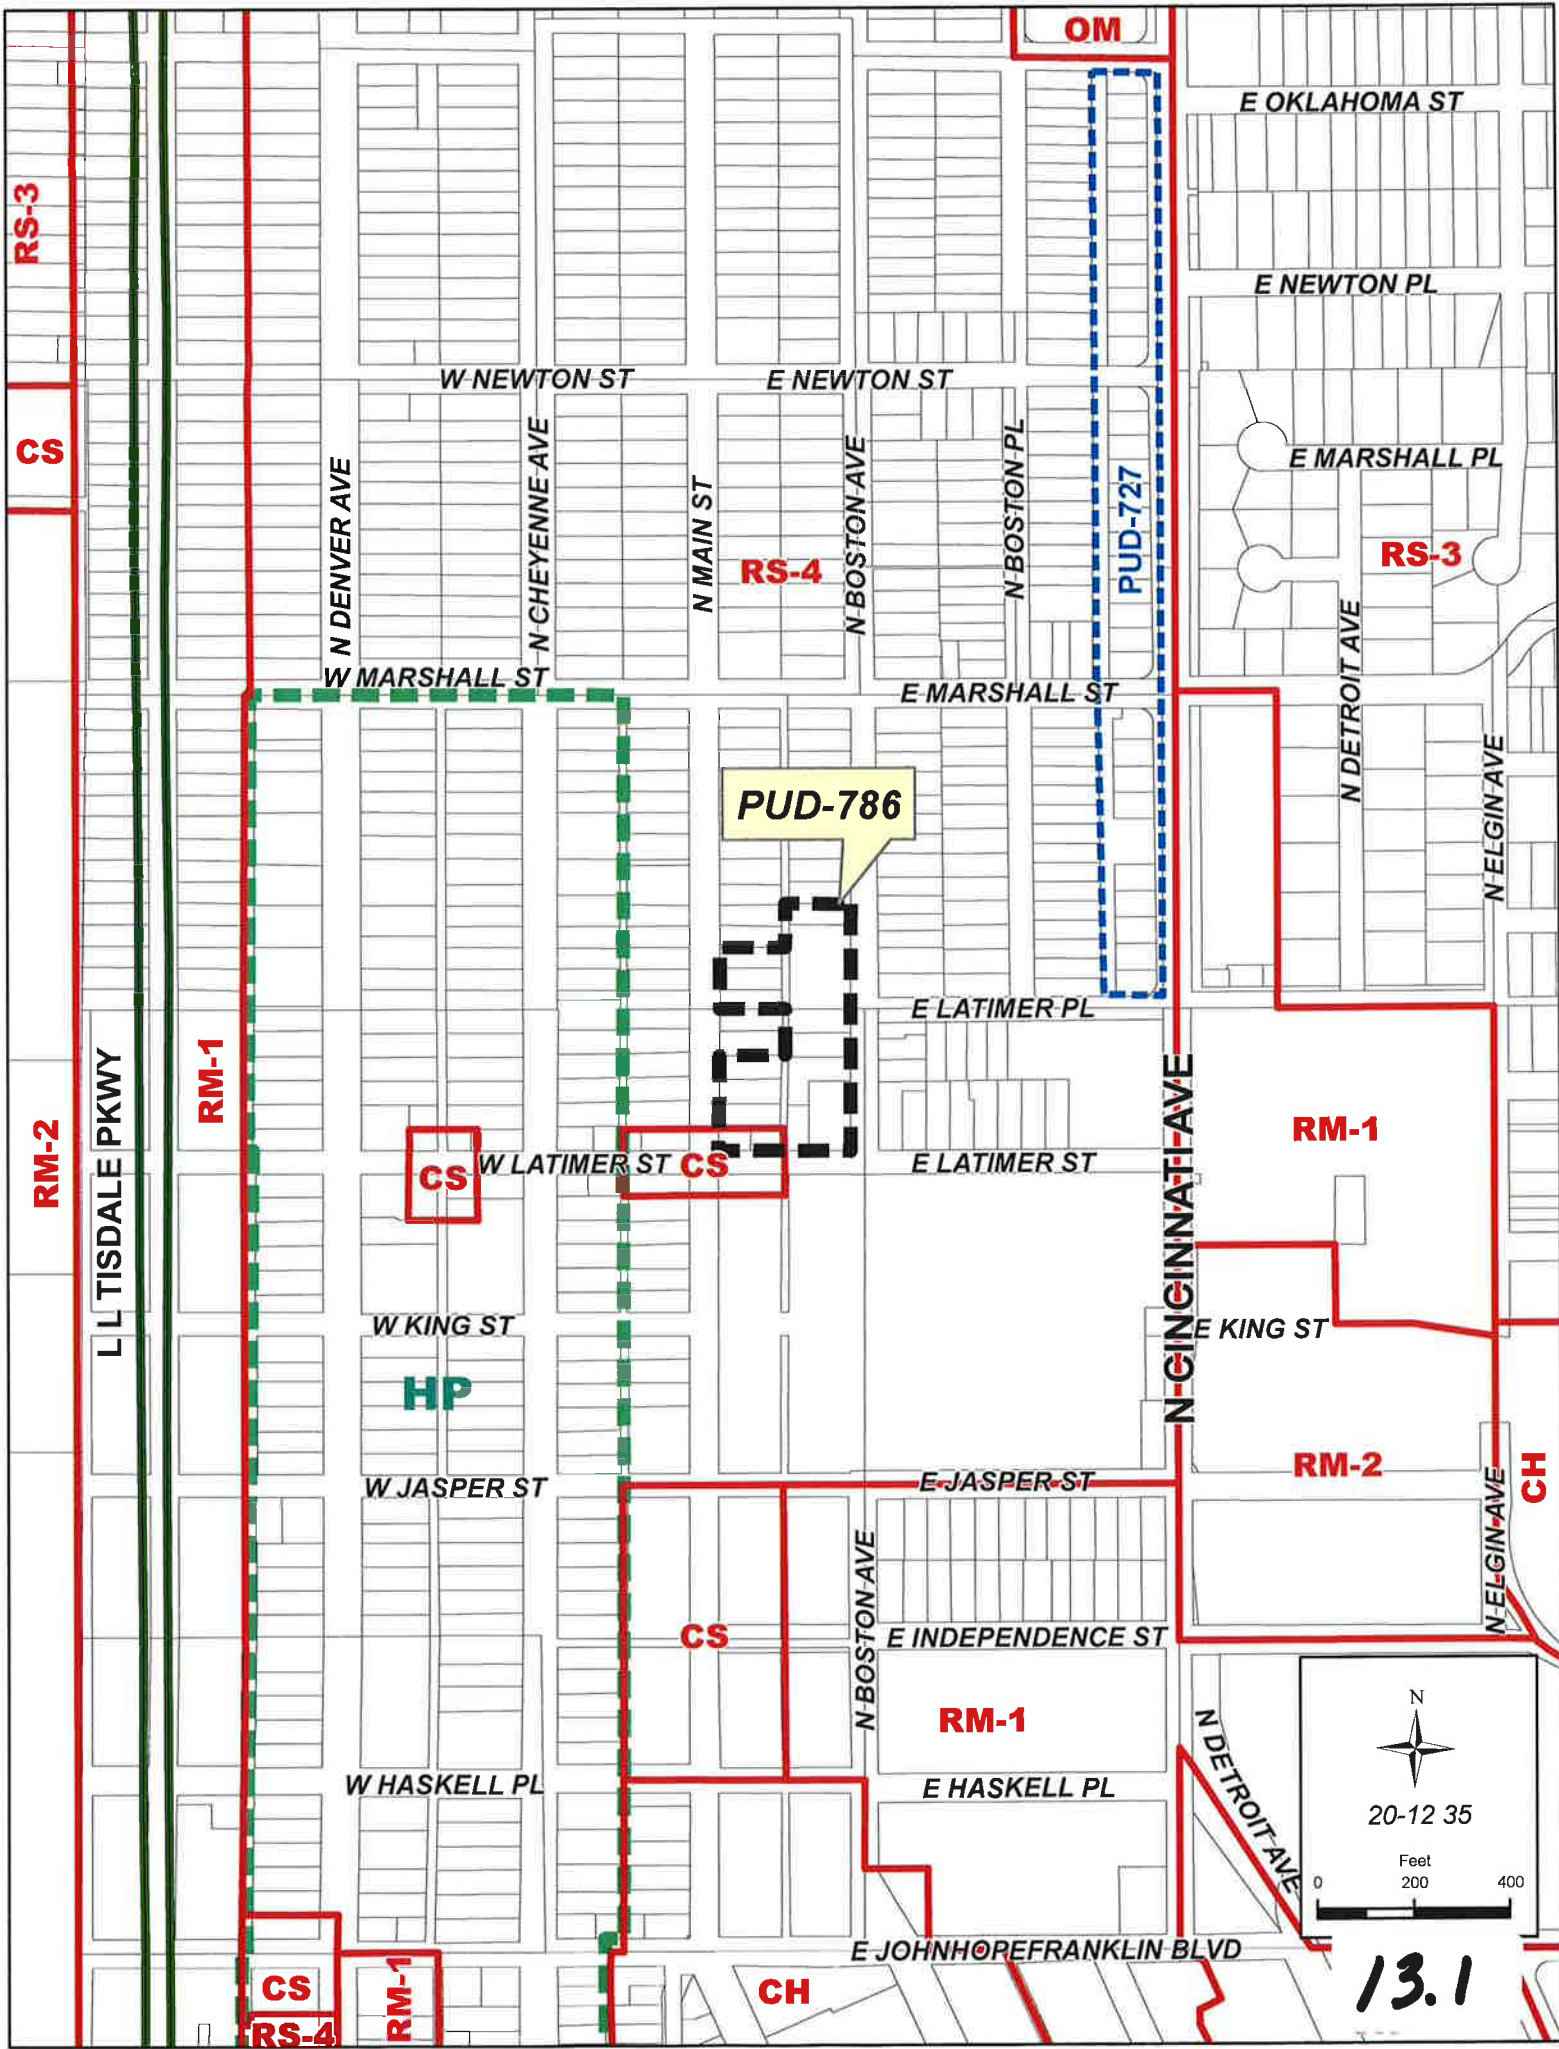 OM
E OKLAHOMA ST
RS-3
E NEWTON PL
W NEWTON ST
E NEWTON ST
CS
N DENVER AVE
N CHEYENNE AVE
N MAIN ST
RS-4
N BOSTON AVE
N BOSTON PL
PUD-727
E MARSHALL PL
RS-3
N DETROIT AVE
W MARSHALL ST
E MARSHALL ST
N ELGIN AVE
PUD-786
E LATIMER PL
L L TISDALE PKWY
RM-1
RM-2
N CINCINNATI AVE
RM-1
CS
W LATIMER ST
CS
E LATIMER ST
W KING ST
E KING ST
HP
W JASPER ST
E JASPER ST
RM-2
CH
N ELGIN AVE
N BOSTON AVE
CS
E INDEPENDENCE ST
RM-1
N DETROIT AVE
W HASKELL PL
E HASKELL PL
N
20-12 35
Feet
0 200 400
E JOHNHOPEFRANKLIN BLVD
CS
RM-1
CH
RS-4
13.1